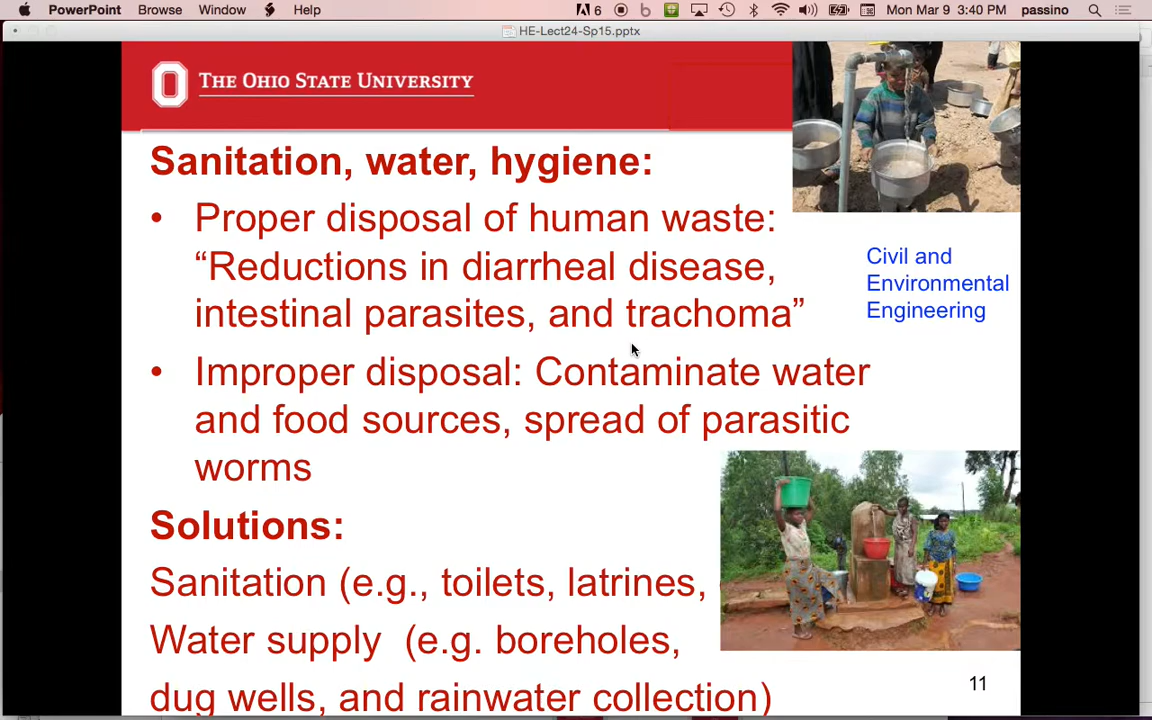 PowerPoint Browse Window Help 6 Mon Mar 9 3:40 PM passino
HE-Lect24-Sp15.pptx
THE OHIO STATE UNIVERSITY
Sanitation, water, hygiene:
• Proper disposal of human waste:
“Reductions in diarrheal disease,
intestinal parasites, and trachoma”
Civil and
Environmental
Engineering
• Improper disposal: Contaminate water
and food sources, spread of parasitic
worms
Solutions:
Sanitation (e.g., toilets, latrines,
Water supply (e.g. boreholes,
dug wells, and rainwater collection)
11